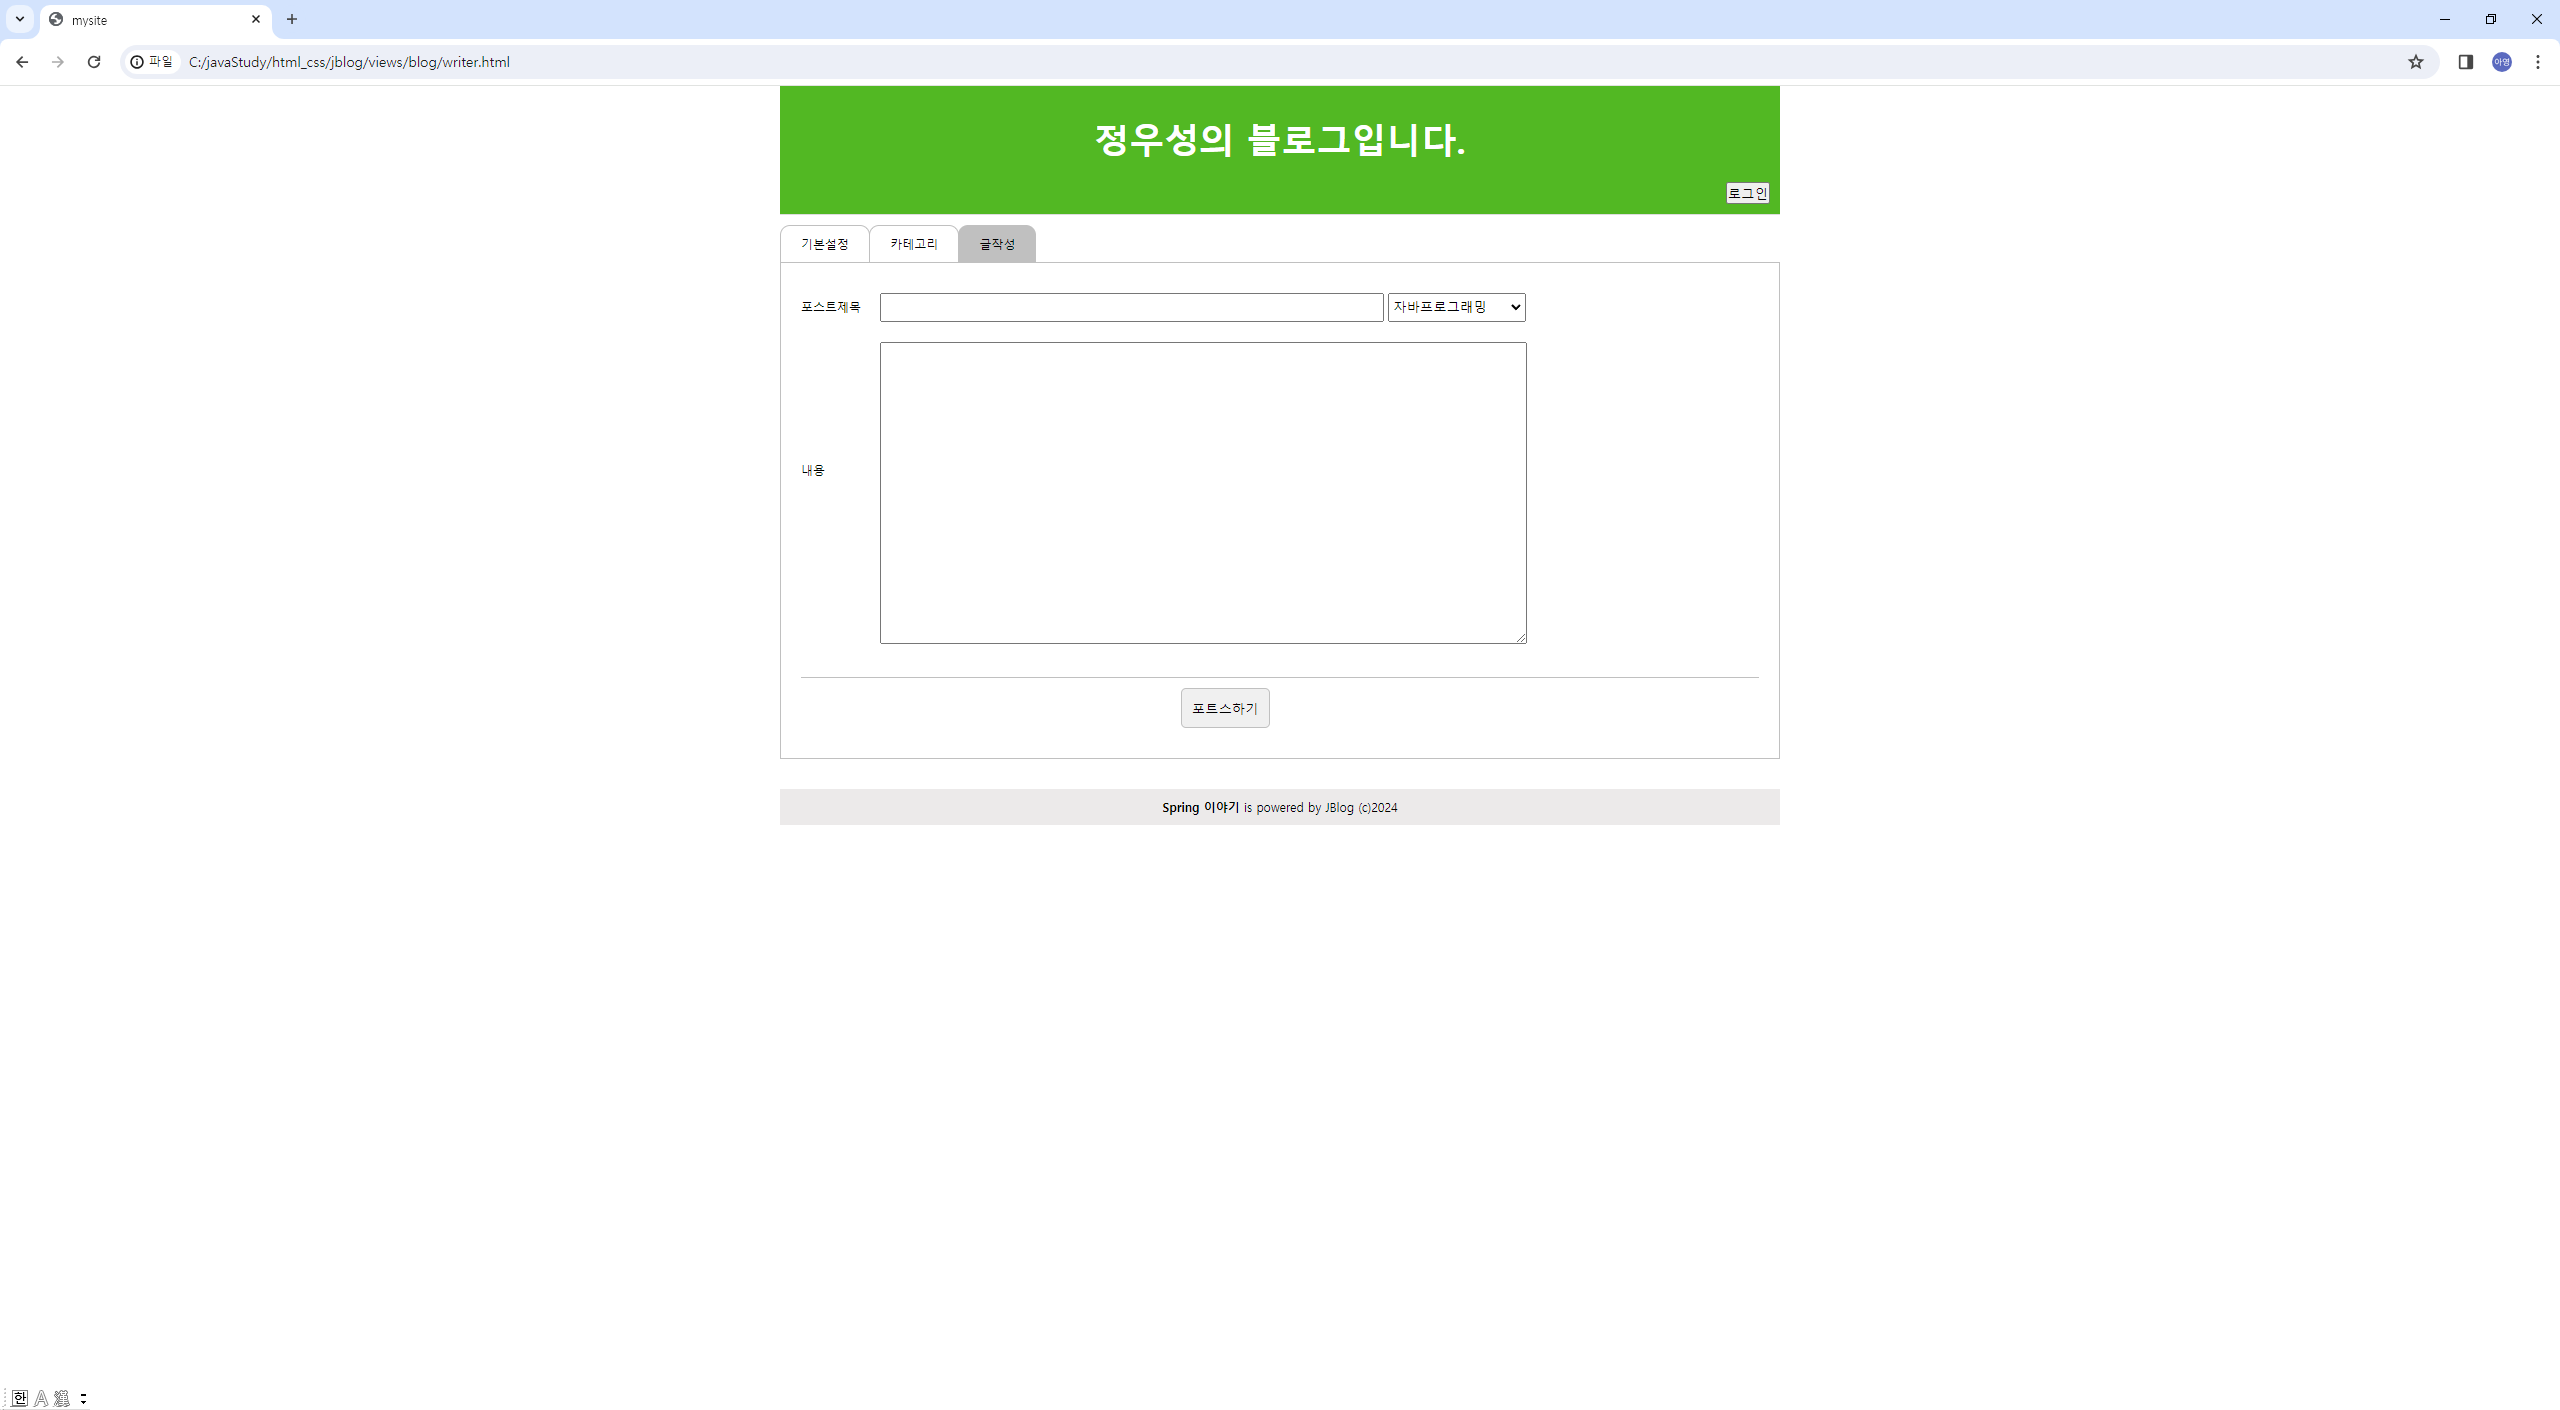 mysite
파일 C:/javaStudy/html_css/jblog/views/blog/writer.html 아영
정우성의 블로그입니다.
로그인
기본설정 카테고리 글작성
포스트제목 자바프로그래밍
내용
포트스하기
Spring 이야기 is powered by JBlog (c)2024
한 A 漢